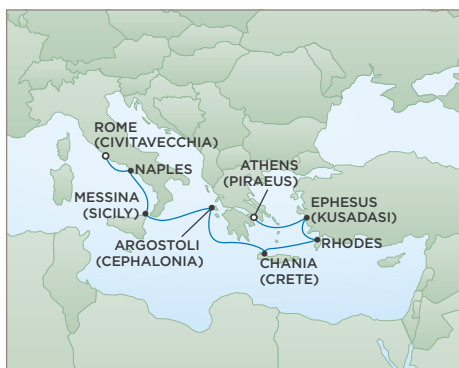 ROME
(CIVITAVECCHIA)
NAPLES
ATHENS
(PIRAEUS)
MESSINA
(SICILY)
EPHESUS
(KUSADASI)
ARGOSTOLI
(CEPHALONIA)
RHODES
CHANIA
(CRETE)